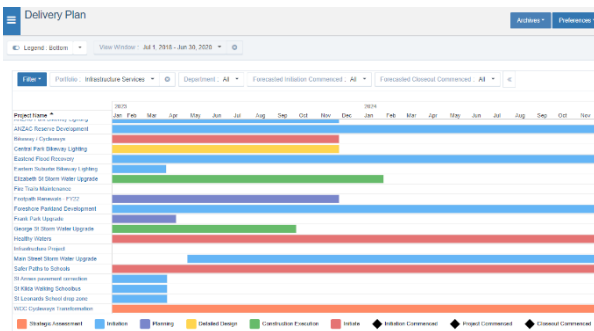 Delivery Plan
Archives
Preferences
Legend : Bottom
View Window : Jul 1, 2018 - Jun 30, 2020
Filter
Portfolio : Infrastructure Services
Department : All
Forecasted Initiation Commenced : All
Forecasted Closeout Commenced : All
<
2023 2024
Project Name Jan Feb Mar Apr May Jun Jul Aug Sep Oct Nov Dec Jan Feb Mar Apr May Jun Jul Aug Sep Oct Nov
ANZAC Park Bikeway Lighting
ANZAC Reserve Development
Bikeway / Cycleways
Central Park Bikeway Lighting
Eastend Flood Recovery
Eastern Suburbs Bikeway Lighting
Elizabeth St Storm Water Upgrade
Fire Trails Maintenance
Footpath Renewals - FY22
Foreshore Parkland Development
Frank Park Upgrade
George St Storm Water Upgrade
Healthy Waters
Infrastructure Project
Main Street Storm Water Upgrade
Safer Paths to Schools
St Annes pavement correction
St Kilda Walking Schoolbus
St Leonards School drop zone
WCC Cycleways Transformation
Strategic Assessment
Initiation
Planning
Detailed Design
Construction Execution
Initiate
Initiation Commenced
Project Commenced
Closeout Commenced